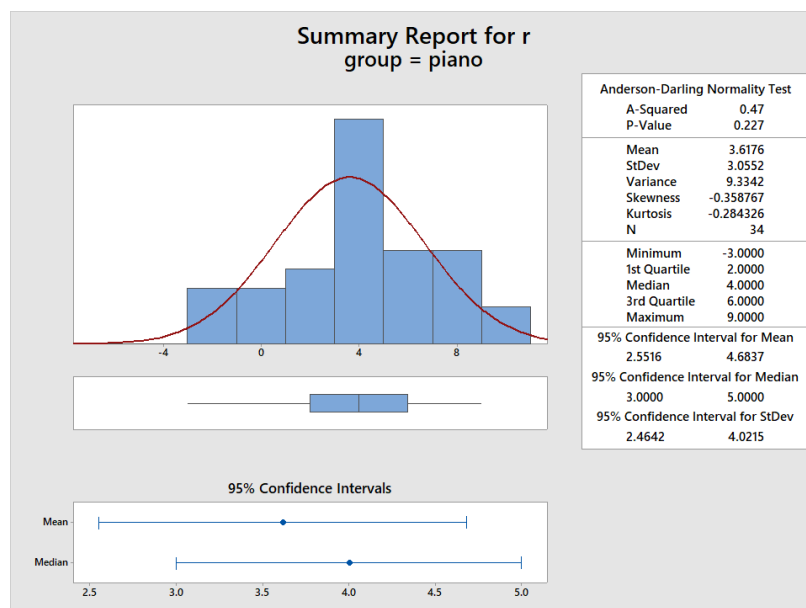 Summary Report for r
group = piano
-4 0 4 8
95% Confidence Intervals
Mean
Median
2.5 3.0 3.5 4.0 4.5 5.0
Anderson-Darling Normality Test
A-Squared 0.47
P-Value 0.227
Mean 3.6176
StDev 3.0552
Variance 9.3342
Skewness -0.358767
Kurtosis -0.284326
N 34
Minimum -3.0000
1st Quartile 2.0000
Median 4.0000
3rd Quartile 6.0000
Maximum 9.0000
95% Confidence Interval for Mean
2.5516 4.6837
95% Confidence Interval for Median
3.0000 5.0000
95% Confidence Interval for StDev
2.4642 4.0215